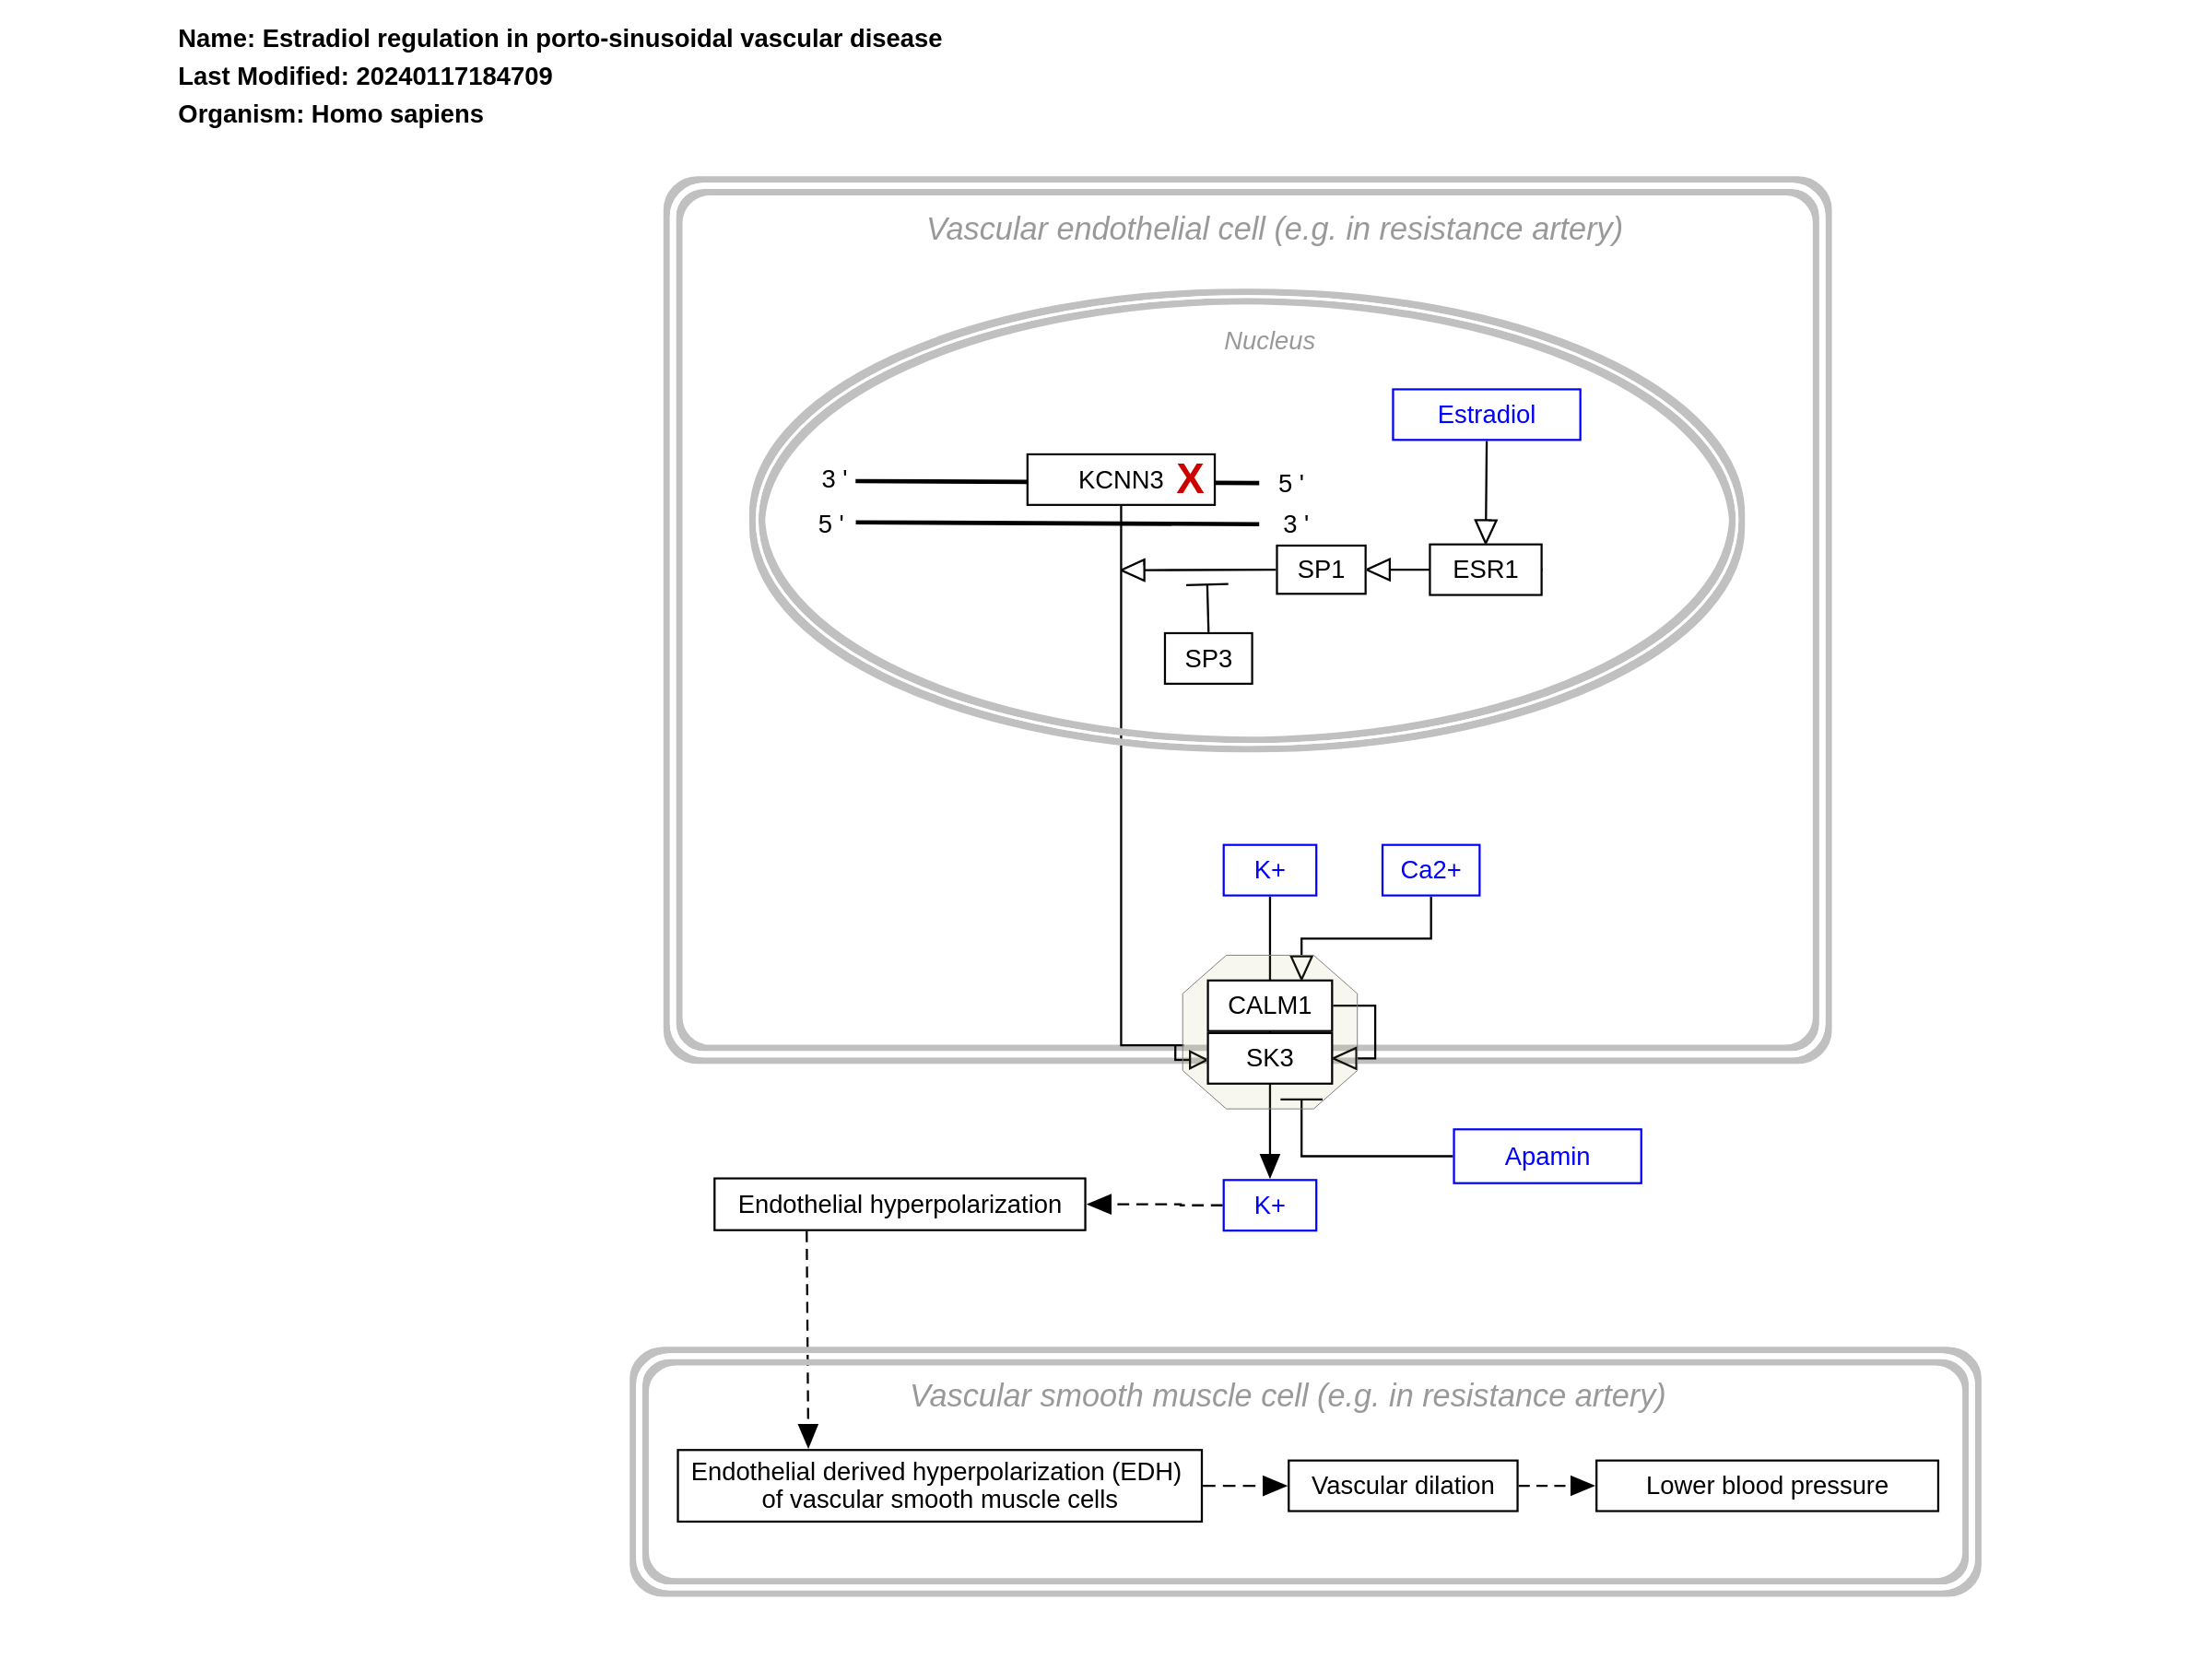 Name: Estradiol regulation in porto-sinusoidal vascular disease
Last Modified: 20240117184709
Organism: Homo sapiens
Vascular endothelial cell (e.g. in resistance artery)
Nucleus
Estradiol
3 '
KCNN3
X
5 '
5 '
3 '
SP1
ESR1
SP3
K+
Ca2+
CALM1
SK3
Apamin
Endothelial hyperpolarization
K+
Vascular smooth muscle cell (e.g. in resistance artery)
Endothelial derived hyperpolarization (EDH)
of vascular smooth muscle cells
Vascular dilation
Lower blood pressure